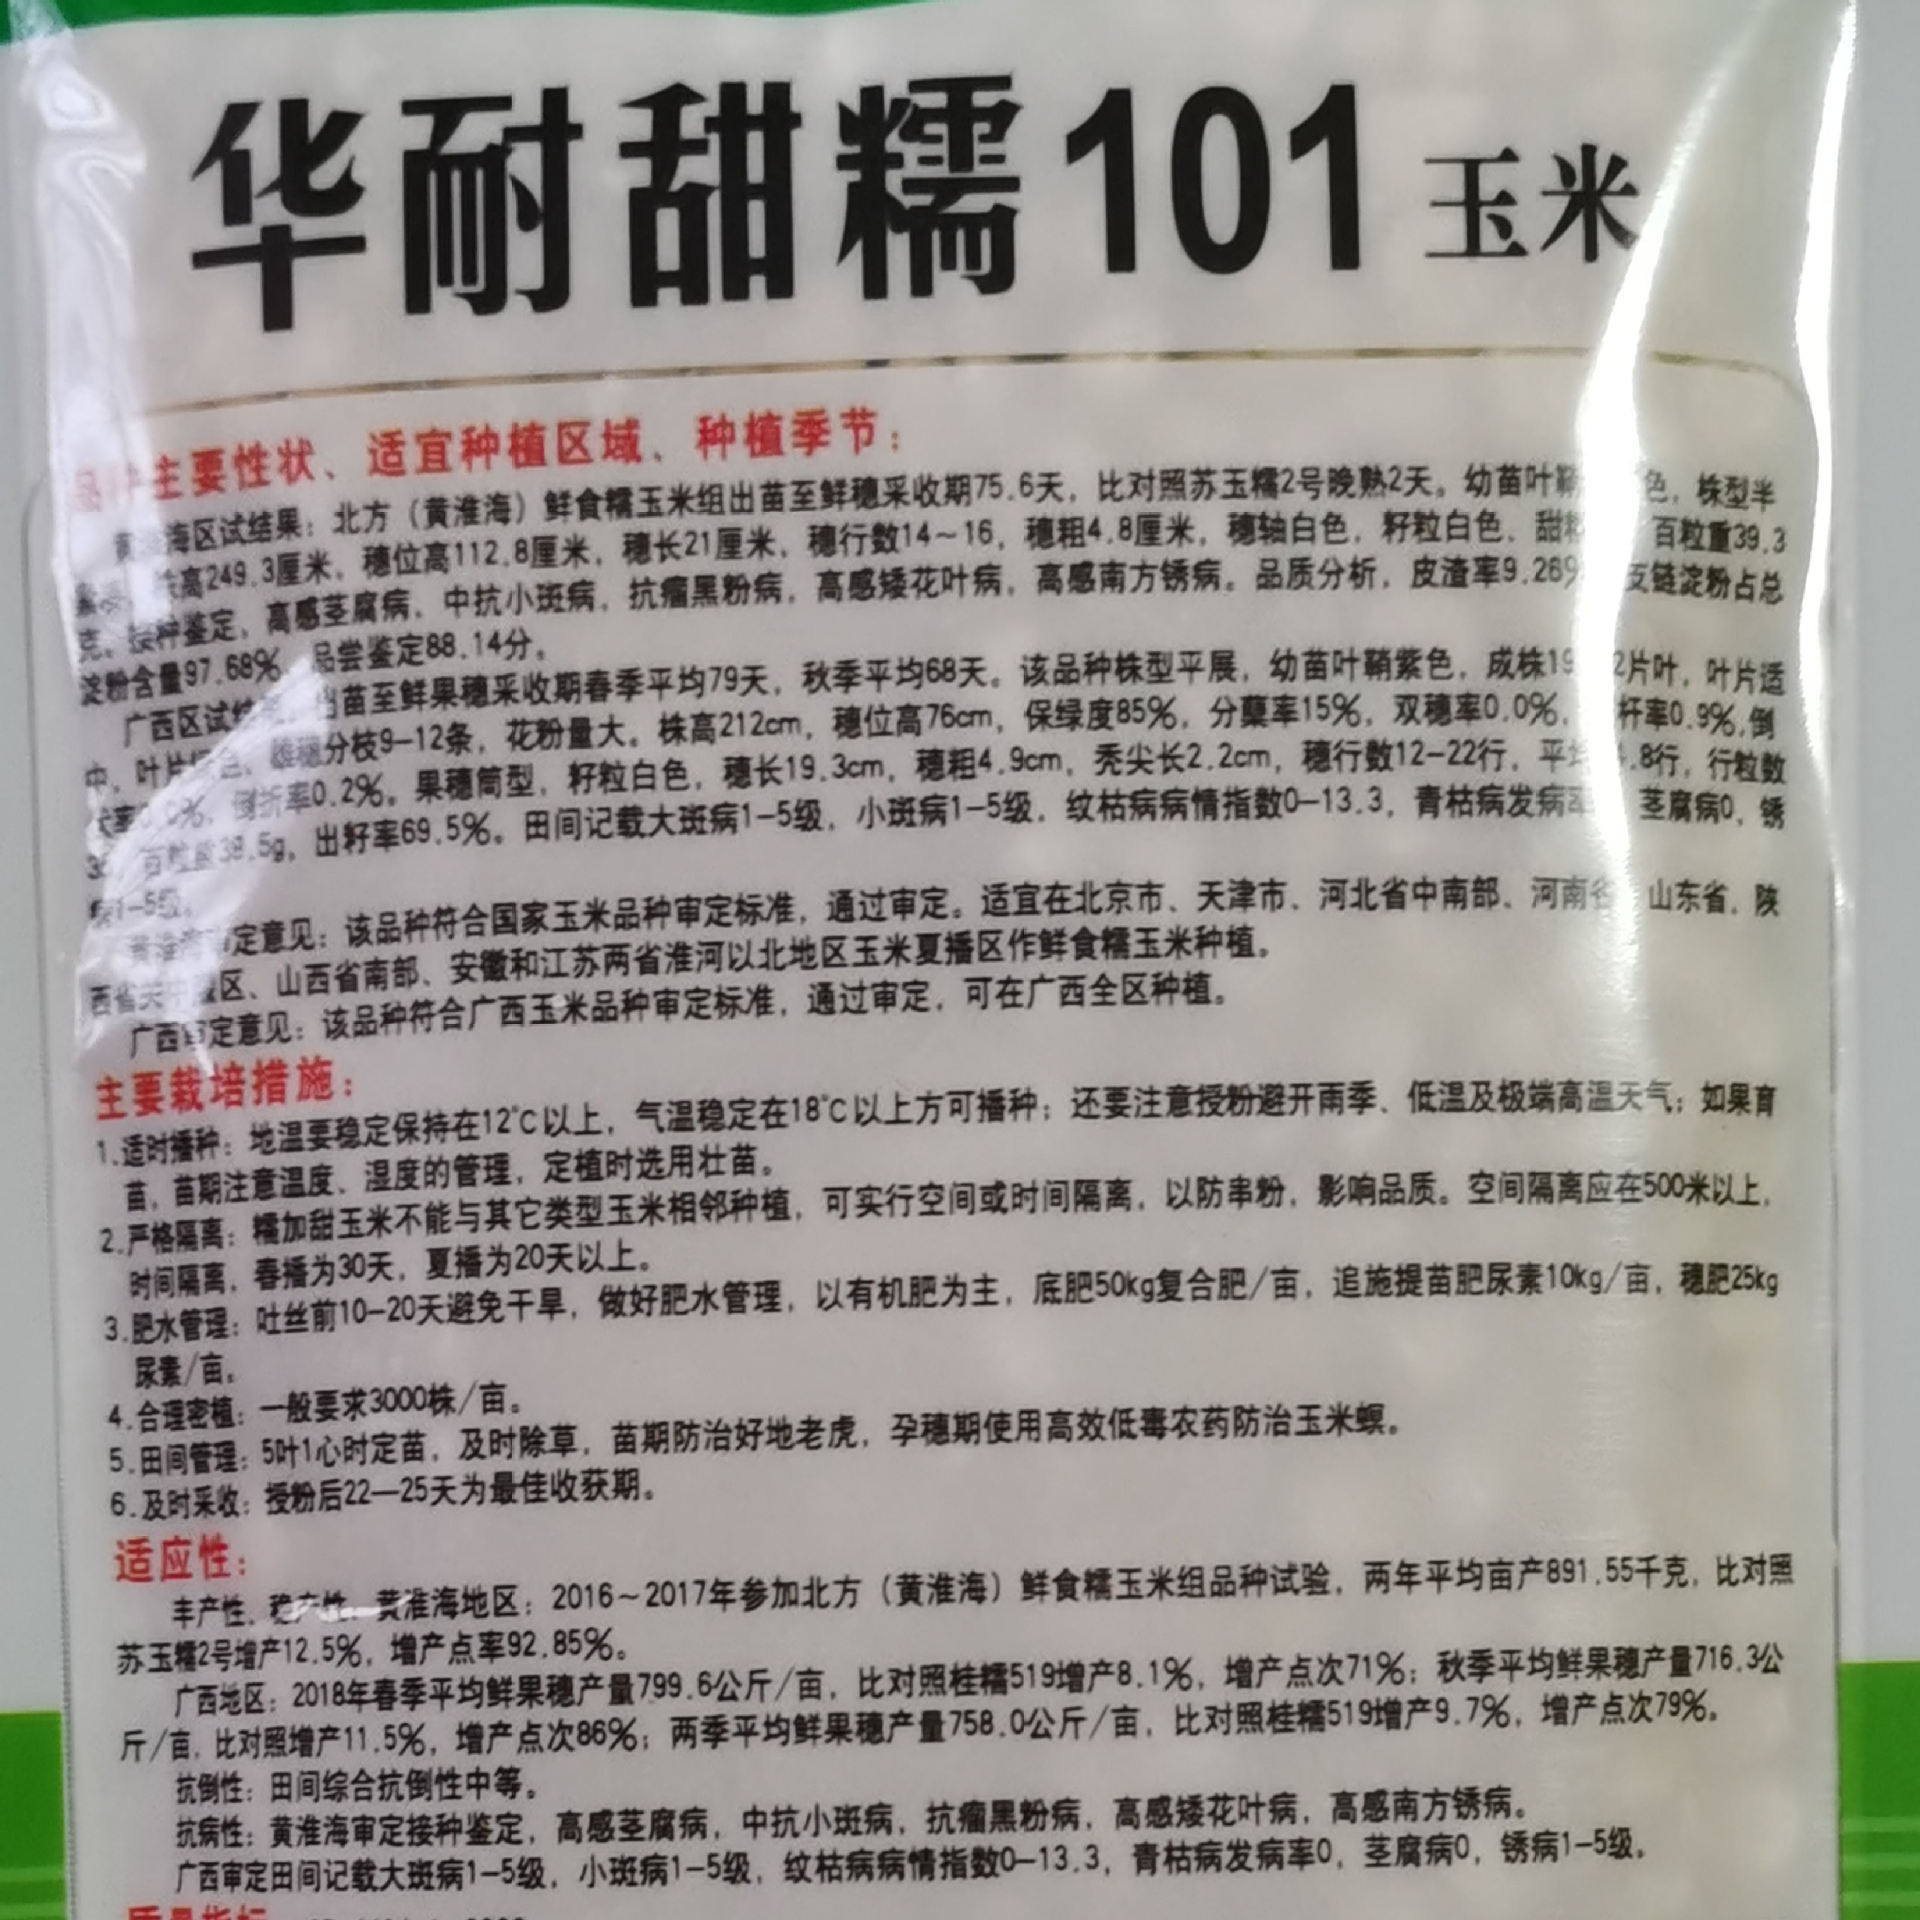 华耐甜糯101 玉米
主要性状、适宜种植区域、种植季节：
海区试结果：北方（黄淮海）鲜食糯玉米组出苗至鲜穗采收期75.6天，比对照苏玉糯2号晚熟2天。幼苗叶鞘 色，株型半
高249.3厘米，穗位高112.8厘米，穗长21厘米，穗行数14～16，穗粗4.8厘米，穗轴白色，籽粒白色、甜 百粒重39.3
接种鉴定，高感茎腐病，中抗小斑病，抗瘤黑粉病，高感矮花叶病，高感南方锈病。品质分析，皮渣率9.26% 支链淀粉占总
淀粉含量97.68%，品尝鉴定88.14分。
广西区试 出苗至鲜果穗采收期春季平均79天，秋季平均68天。该品种株型平展，幼苗叶鞘紫色，成株19 2片叶，叶片适
中，叶片 色，雄穗分枝9-12条，花粉量大。株高212cm，穗位高76cm，保绿度85%，分蘖率15%，双穗率0.0%， 杆率0.9%，倒
倒折率0.2%。果穗筒型，籽粒白色，穗长19.3cm，穗粗4.9cm，秃尖长2.2cm，穗行数12-22行，平 .8行，行粒数
38.5g，出籽率69.5%。田间记载大斑病1-5级，小斑病1-5级，纹枯病病情指数0-13.3，青枯病发病率 茎腐病0，锈
1-5级。
定意见：该品种符合国家玉米品种审定标准，通过审定。适宜在北京市、天津市、河北省中南部、河南省 山东省、陕
西省关中 区、山西省南部、安徽和江苏两省淮河以北地区玉米夏播区作鲜食糯玉米种植。
广西审定意见：该品种符合广西玉米品种审定标准，通过审定，可在广西全区种植。
主要栽培措施：
1.适时播种：地温要稳定保持在12℃以上，气温稳定在18℃以上方可播种；还要注意授粉避开雨季、低温及极端高温天气；如果育
苗，苗期注意温度、湿度的管理，定植时选用壮苗。
2.严格隔离：糯加甜玉米不能与其它类型玉米相邻种植，可实行空间或时间隔离，以防串粉，影响品质。空间隔离应在500米以上，
时间隔离，春播为30天，夏播为20天以上。
3.肥水管理：吐丝前10-20天避免干旱，做好肥水管理，以有机肥为主，底肥50kg复合肥/亩，追施提苗肥尿素10kg/亩，穗肥25kg
尿素/亩。
4.合理密植：一般要求3000株/亩。
5.田间管理：5叶1心时定苗，及时除草，苗期防治好地老虎，孕穗期使用高效低毒农药防治玉米螟。
6.及时采收：授粉后22—25天为最佳收获期。
适应性：
丰产性、稳产性：黄淮海地区：2016～2017年参加北方（黄淮海）鲜食糯玉米组品种试验，两年平均亩产891.55千克，比对照
苏玉糯2号增产12.5%，增产点率92.85%。
广西地区：2018年春季平均鲜果穗产量799.6公斤/亩，比对照桂糯519增产8.1%，增产点次71%；秋季平均鲜果穗产量716.3公
斤/亩，比对照增产11.5%，增产点次86%；两季平均鲜果穗产量758.0公斤/亩，比对照桂糯519增产9.7%，增产点次79%。
抗倒性：田间综合抗倒性中等。
抗病性：黄淮海审定接种鉴定，高感茎腐病，中抗小斑病，抗瘤黑粉病，高感矮花叶病，高感南方锈病。
广西审定田间记载大斑病1-5级，小斑病1-5级，纹枯病病情指数0-13.3，青枯病发病率0，茎腐病0，锈病1-5级。